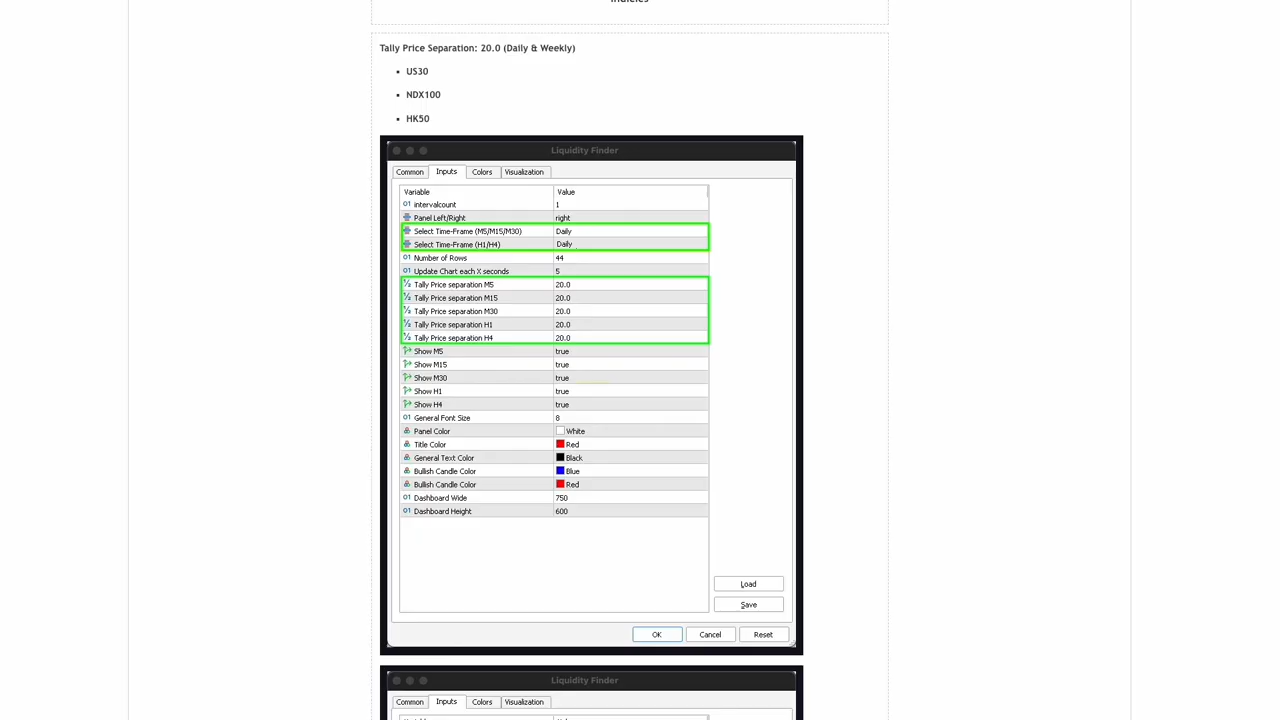 Indicies
Tally Price Separation: 20.0 (Daily & Weekly)
US30
NDX100
HK50
Liquidity Finder
Common Inputs Colors Visualization
Variable Value
intervalcount 1
Panel Left/Right right
Select Time-Frame (M5/M15/M30) Daily
Select Time-Frame (H1/H4) Daily
Number of Rows 44
Update Chart each X seconds 5
Tally Price separation M5 20.0
Tally Price separation M15 20.0
Tally Price separation M30 20.0
Tally Price separation H1 20.0
Tally Price separation H4 20.0
Show M5 true
Show M15 true
Show M30 true
Show H1 true
Show H4 true
General Font Size 8
Panel Color White
Title Color Red
General Text Color Black
Bullish Candle Color Blue
Bullish Candle Color Red
Dashboard Wide 750
Dashboard Height 600
Load
Save
OK Cancel Reset
Liquidity Finder
Common Inputs Colors Visualization